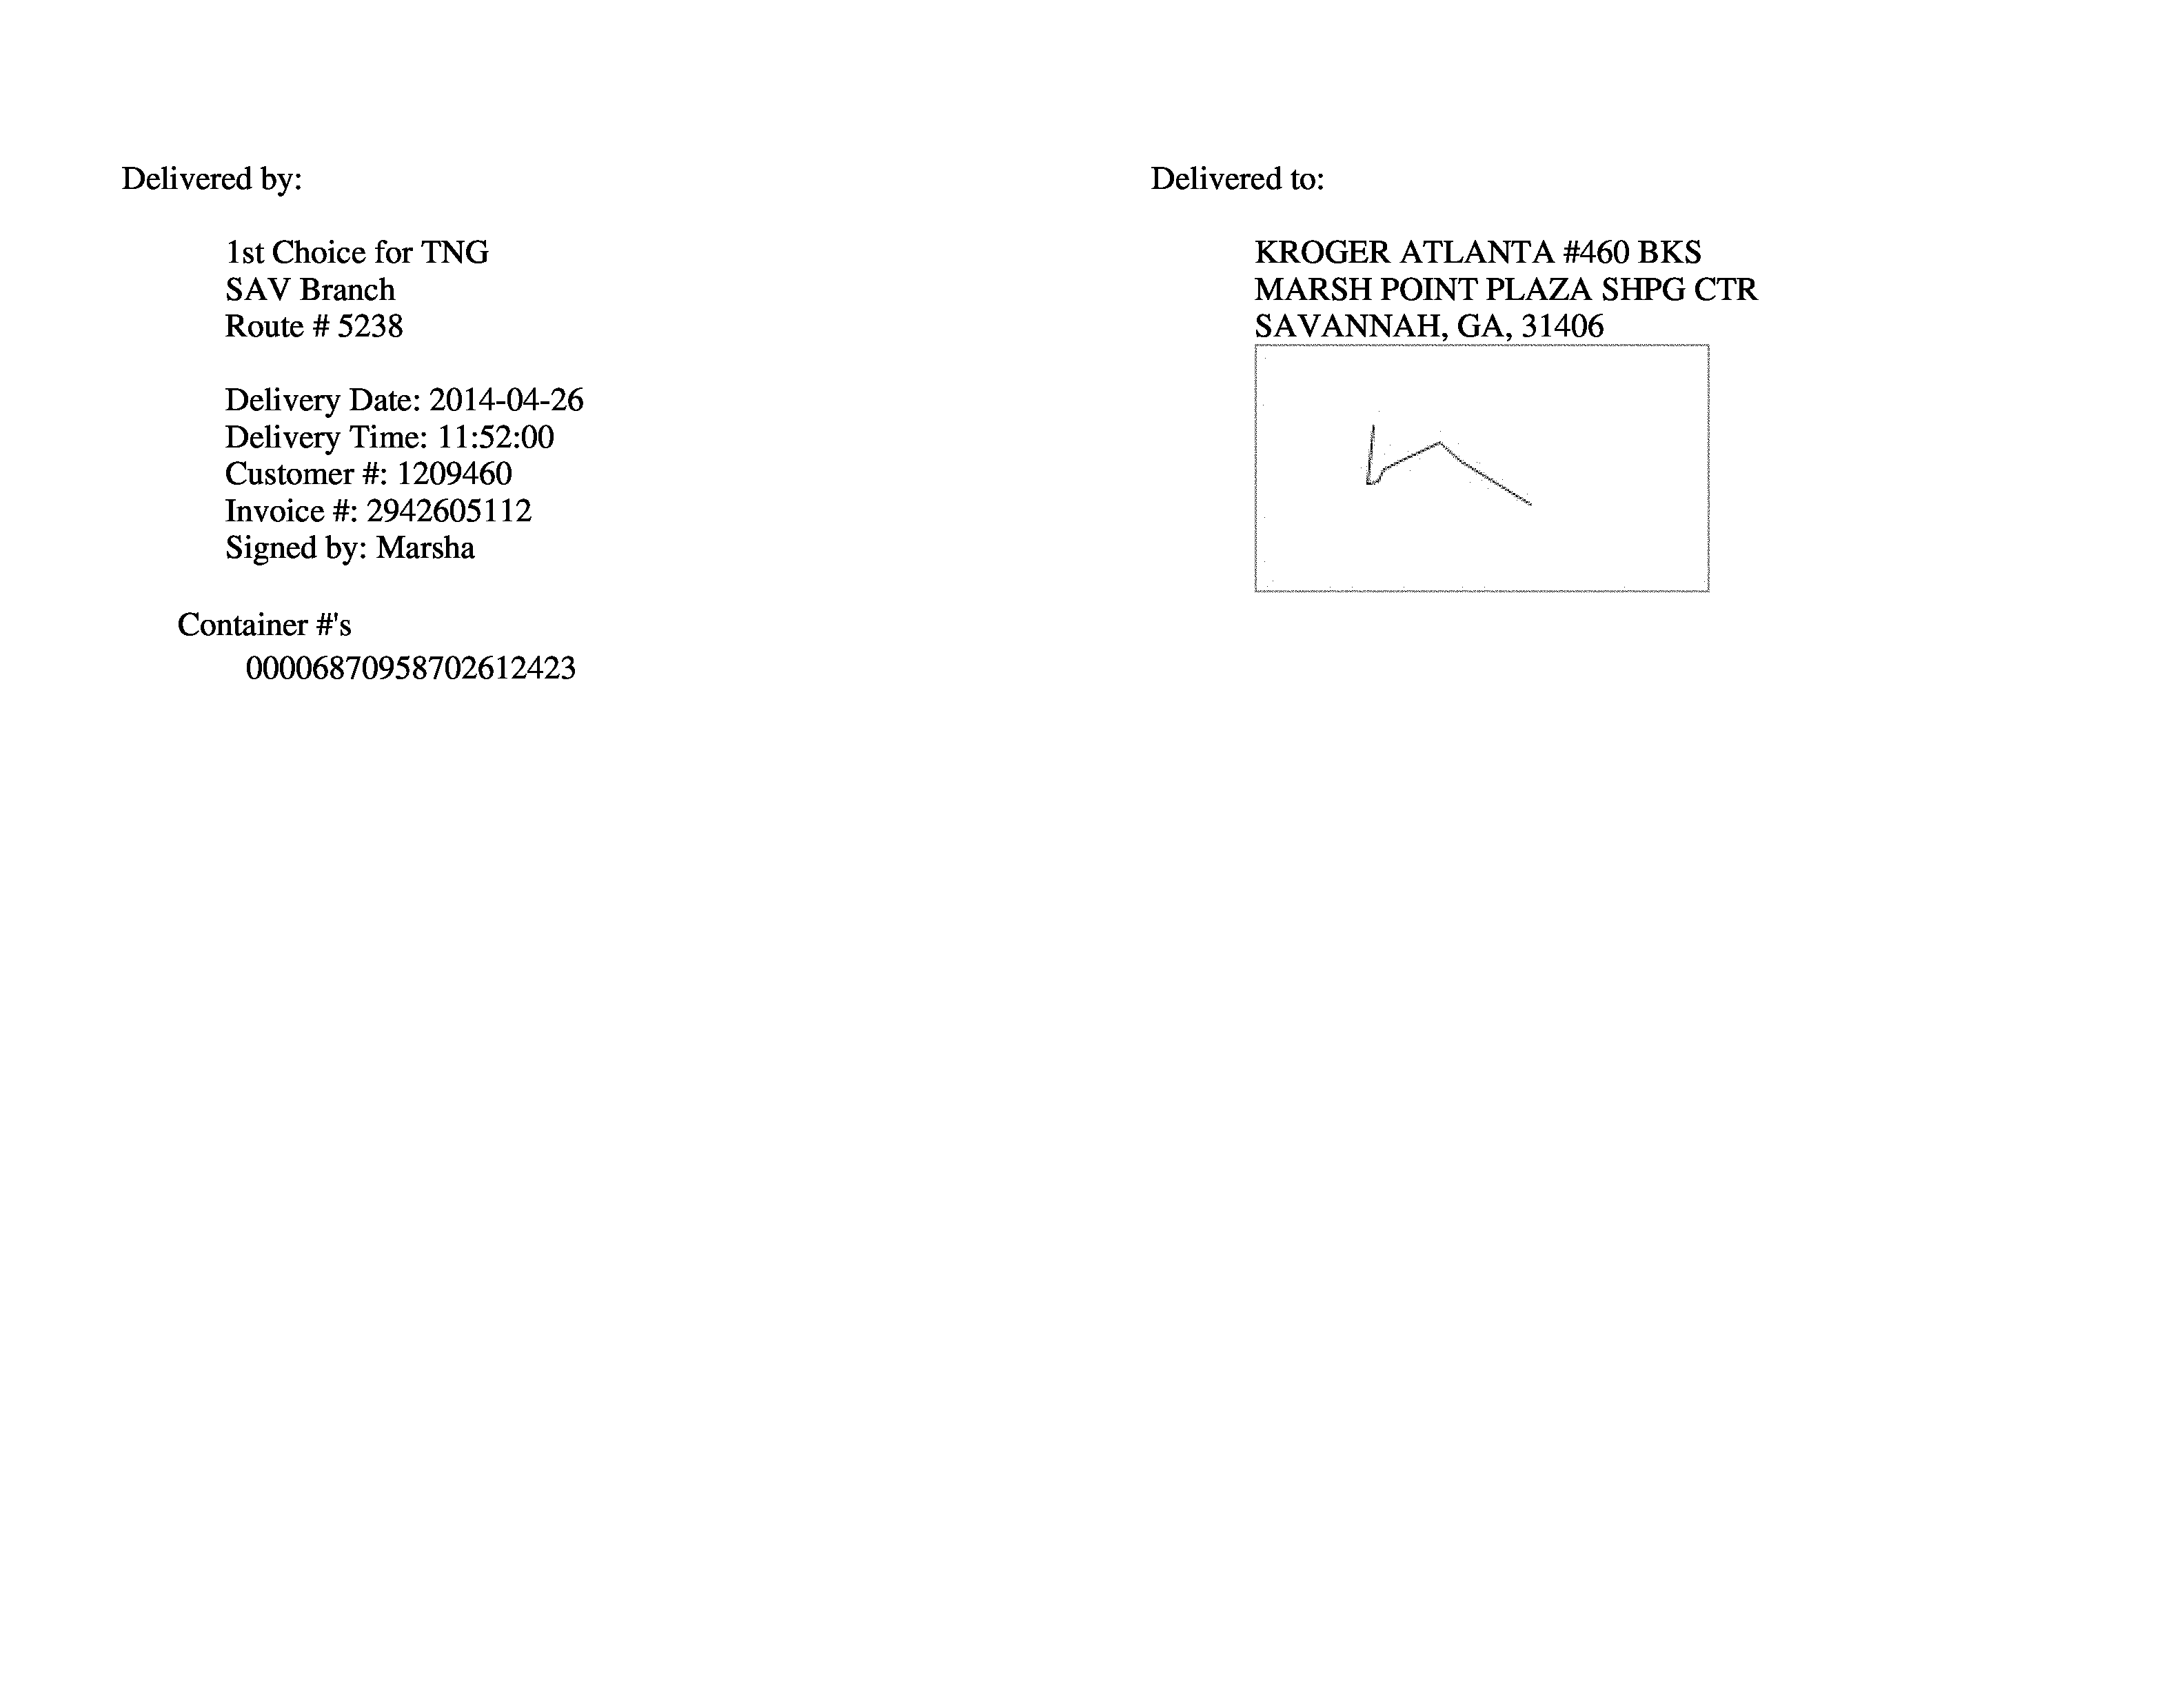 Delivered by:
1st Choice for TNG
SAV Branch
Route # 5238
Delivery Date: 2014-04-26
Delivery Time: 11:52:00
Customer #: 1209460
Invoice #: 2942605112
Signed by: Marsha
Container #'s
00006870958702612423
Delivered to:
KROGER ATLANTA #460 BKS
MARSH POINT PLAZA SHPG CTR
SAVANNAH, GA, 31406